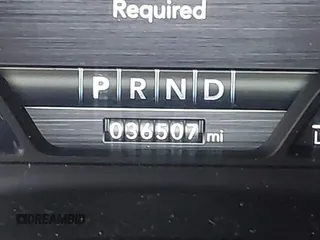 Required
P R N D
036507 mi
DREAMBID